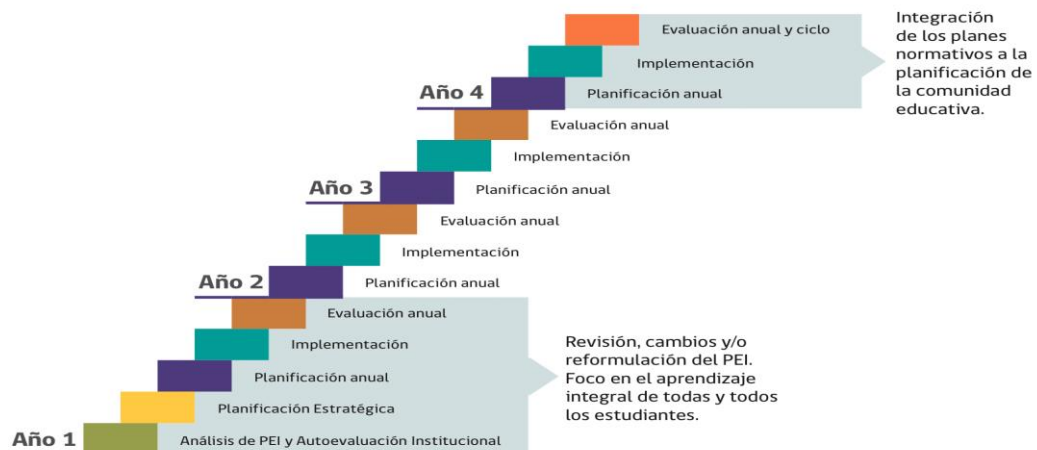 Evaluación anual y ciclo
Implementación
Año 4
Planificación anual
Integración
de los planes
normativos a la
planificación de
la comunidad
educativa.
Evaluación anual
Implementación
Año 3
Planificación anual
Evaluación anual
Implementación
Año 2
Planificación anual
Evaluación anual
Implementación
Planificación anual
Planificación Estratégica
Año 1
Análisis de PEI y Autoevaluación Institucional
Revisión, cambios y/o
reformulación del PEI.
Foco en el aprendizaje
integral de todas y todos
los estudiantes.